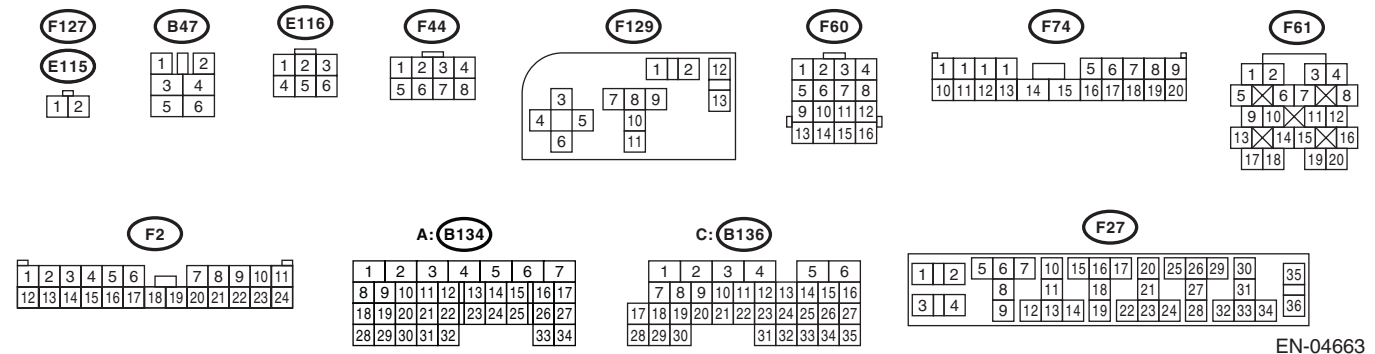 F127
E115
1 2
B47
1 2
3 4
5 6
E116
1 2 3
4 5 6
F44
1 2 3 4
5 6 7 8
F129
1 2 12
3 7 8 9 13
4 5 10
6 11
F60
1 2 3 4
5 6 7 8
9 10 11 12
13 14 15 16
F74
1 1 1 1 5 6 7 8 9
10 11 12 13 14 15 16 17 18 19 20
F61
1 2 3 4
5 6 7 8
9 10 11 12
13 14 15 16
17 18 19 20
F2
1 2 3 4 5 6 7 8 9 10 11
12 13 14 15 16 17 18 19 20 21 22 23 24
A: B134
1 2 3 4 5 6 7
8 9 10 11 12 13 14 15 16 17
18 19 20 21 22 23 24 25 26 27
28 29 30 31 32 33 34
C: B136
1 2 3 4 5 6
7 8 9 10 11 12 13 14 15 16
17 18 19 20 21 22 23 24 25 26 27
28 29 30 31 32 33 34 35
F27
1 2 5 6 7 10 15 16 17 20 25 26 29 30 35
8 11 18 21 27 31
3 4 9 12 13 14 19 22 23 24 28 32 33 34 36
EN-04663